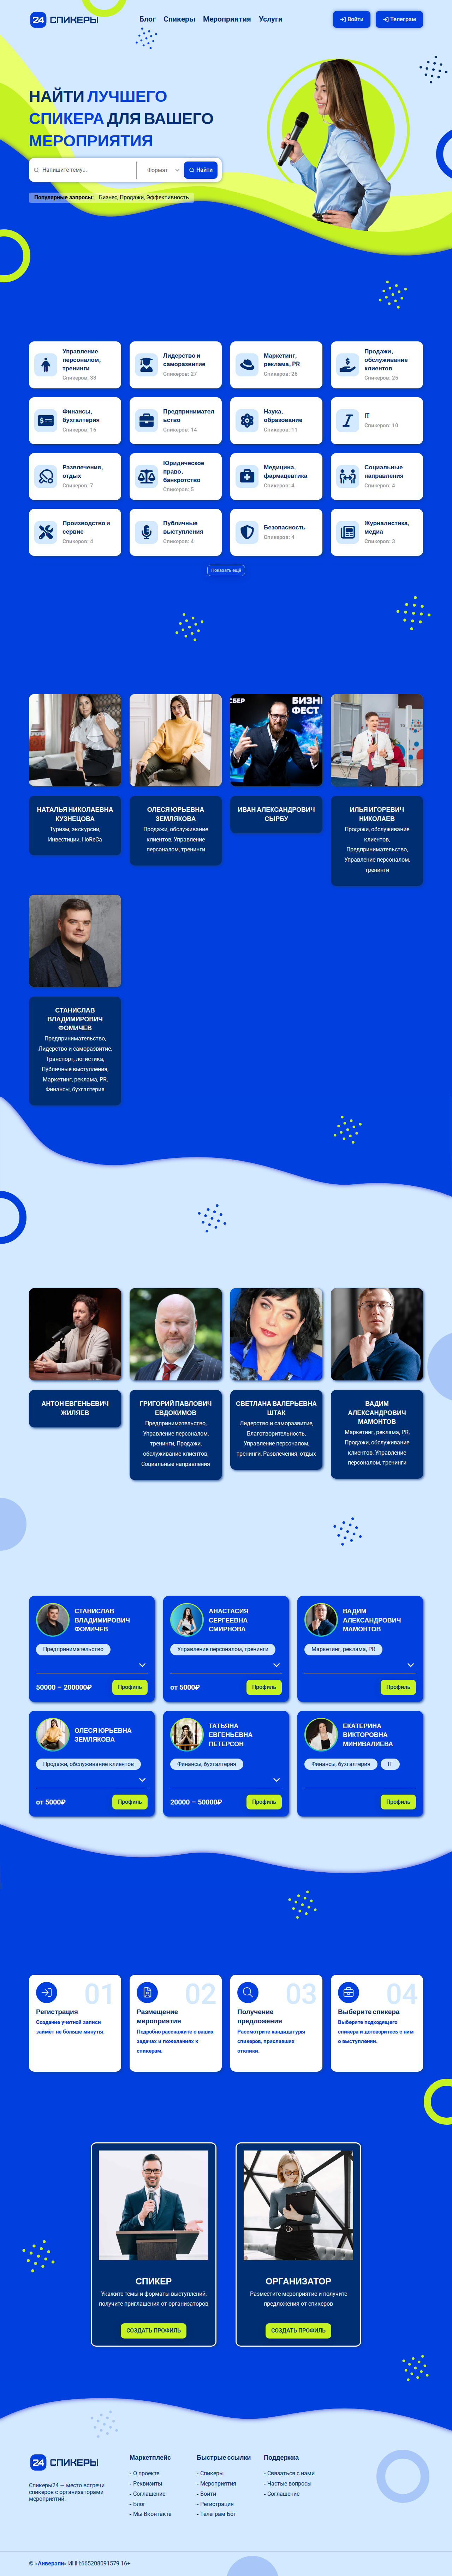 24 СПИКЕРЫ
Блог
Спикеры
Мероприятия
Услуги
Войти
Телеграм
НАЙТИ ЛУЧШЕГО
СПИКЕРА ДЛЯ ВАШЕГО
МЕРОПРИЯТИЯ
Напишите тему...
Формат
Найти
Популярные запросы: Бизнес, Продажи, Эффективность
Управление
персоналом,
тренинги
Спикеров: 33
Лидерство и
саморазвитие
Спикеров: 27
Маркетинг,
реклама, PR
Спикеров: 26
Продажи,
обслуживание
клиентов
Спикеров: 25
Финансы,
бухгалтерия
Спикеров: 16
Предпринимател
ьство
Спикеров: 14
Наука,
образование
Спикеров: 11
IT
Спикеров: 10
Развлечения,
отдых
Спикеров: 7
Юридическое
право,
банкротство
Спикеров: 5
Медицина,
фармацевтика
Спикеров: 4
Социальные
направления
Спикеров: 4
Производство и
сервис
Спикеров: 4
Публичные
выступления
Спикеров: 4
Безопасность
Спикеров: 4
Журналистика,
медиа
Спикеров: 3
Показать ещё
НАТАЛЬЯ НИКОЛАЕВНА
КУЗНЕЦОВА
Туризм, экскурсии,
Инвестиции, HoReCa
ОЛЕСЯ ЮРЬЕВНА
ЗЕМЛЯКОВА
Продажи, обслуживание
клиентов, Управление
персоналом, тренинги
ИВАН АЛЕКСАНДРОВИЧ
СЫРБУ
ИЛЬЯ ИГОРЕВИЧ
НИКОЛАЕВ
Продажи, обслуживание
клиентов,
Предпринимательство,
Управление персоналом,
тренинги
СТАНИСЛАВ
ВЛАДИМИРОВИЧ
ФОМИЧЕВ
Предпринимательство,
Лидерство и саморазвитие,
Транспорт, логистика,
Публичные выступления,
Маркетинг, реклама, PR,
Финансы, бухгалтерия
АНТОН ЕВГЕНЬЕВИЧ
ЖИЛЯЕВ
ГРИГОРИЙ ПАВЛОВИЧ
ЕВДОКИМОВ
Предпринимательство,
Управление персоналом,
тренинги, Продажи,
обслуживание клиентов,
Социальные направления
СВЕТЛАНА ВАЛЕРЬЕВНА
ШТАК
Лидерство и саморазвитие,
Благотворительность,
Управление персоналом,
тренинги, Развлечения, отдых
ВАДИМ
АЛЕКСАНДРОВИЧ
МАМОНТОВ
Маркетинг, реклама, PR,
Продажи, обслуживание
клиентов, Управление
персоналом, тренинги
СТАНИСЛАВ
ВЛАДИМИРОВИЧ
ФОМИЧЕВ
Предпринимательство
50000 – 200000₽
Профиль
АНАСТАСИЯ
СЕРГЕЕВНА
СМИРНОВА
Управление персоналом, тренинги
от 5000₽
Профиль
ВАДИМ
АЛЕКСАНДРОВИЧ
МАМОНТОВ
Маркетинг, реклама, PR
Профиль
ОЛЕСЯ ЮРЬЕВНА
ЗЕМЛЯКОВА
Продажи, обслуживание клиентов
от 5000₽
Профиль
ТАТЬЯНА
ЕВГЕНЬЕВНА
ПЕТЕРСОН
Финансы, бухгалтерия
20000 – 50000₽
Профиль
ЕКАТЕРИНА
ВИКТОРОВНА
МИНИВАЛИЕВА
Финансы, бухгалтерия
IT
Профиль
01
Регистрация
Создание учетной записи
займёт не больше минуты.
02
Размещение
мероприятия
Подробно расскажите о ваших
задачах и пожеланиях к
спикерам.
03
Получение
предложения
Рассмотрите кандидатуры
спикеров, приславших
отклики.
04
Выберите спикера
Выберите подходящего
спикера и договоритесь с ним
о выступлении.
СПИКЕР
Укажите темы и форматы выступлений,
получите приглашения от организаторов
СОЗДАТЬ ПРОФИЛЬ
ОРГАНИЗАТОР
Разместите мероприятие и получите
предложения от спикеров
СОЗДАТЬ ПРОФИЛЬ
24 СПИКЕРЫ
Спикеры24 — место встречи
спикеров с организаторами
мероприятий.
Маркетплейс
- О проекте
- Реквизиты
- Соглашение
- Блог
- Мы Вконтакте
Быстрые ссылки
- Спикеры
- Мероприятия
- Войти
- Регистрация
- Телеграм Бот
Поддержка
- Связаться с нами
- Частые вопросы
- Соглашение
© «Анверали» ИНН:665208091579 16+